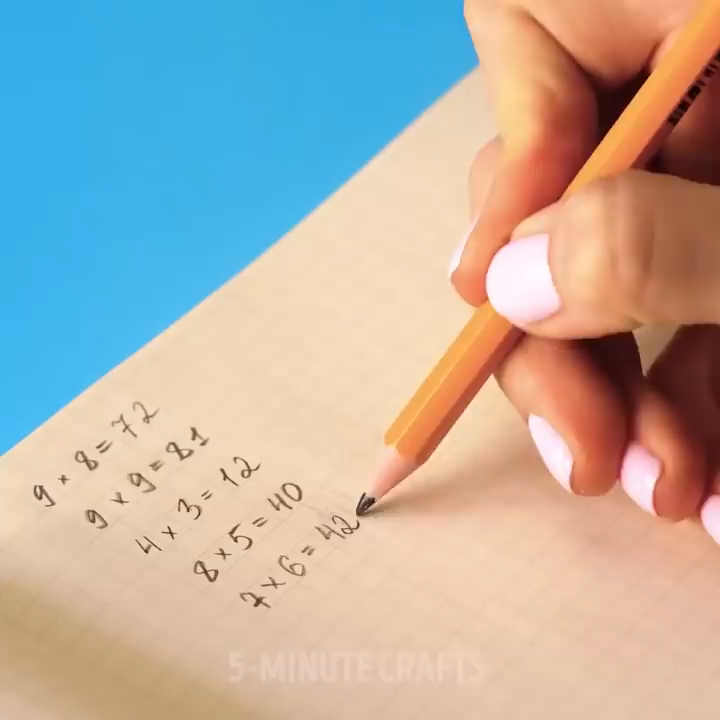 9 × 8 = 72
9 × 9 = 81
4 × 3 = 12
8 × 5 = 40
7 × 6 = 42
5-MINUTE CRAFTS